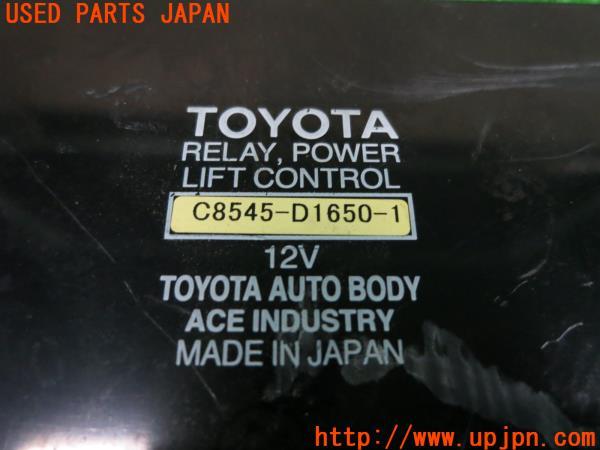 USED PARTS JAPAN
TOYOTA
RELAY, POWER
LIFT CONTROL
C8545-D1650-1
12V
TOYOTA AUTO BODY
ACE INDUSTRY
MADE IN JAPAN
http://www.upjpn.com/